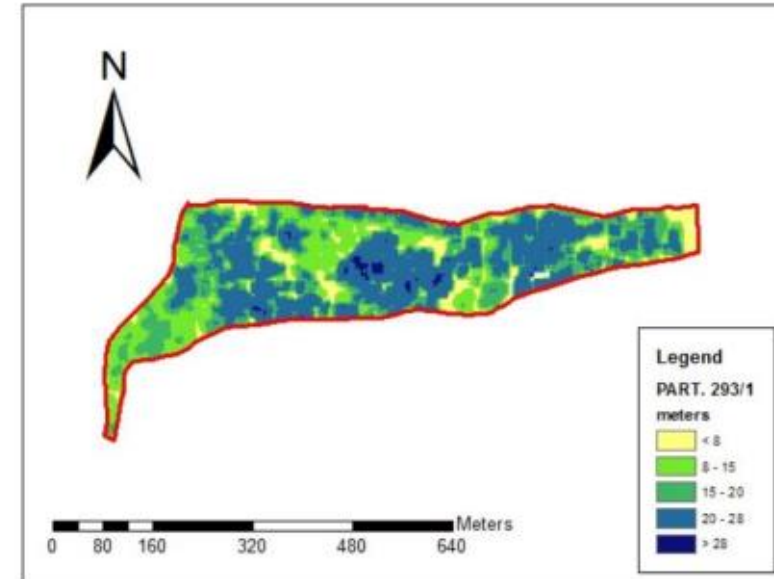 N
Legend
PART. 293/1
meters
< 8
8 - 15
15 - 20
20 - 28
> 28
Meters
0 80 160 320 480 640